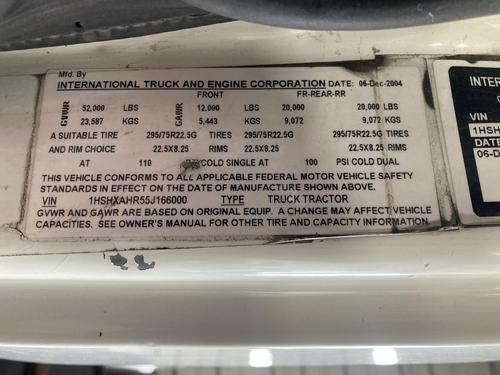 Mfd. By
INTERNATIONAL TRUCK AND ENGINE CORPORATION DATE: 06-Dec-2004
FRONT FR-REAR-RR
GVWR 52,000 LBS GAWR 12,000 LBS 20,000 20,000 LBS
23,587 KGS 5,443 KGS 9,072 9,072 KGS
A SUITABLE TIRE 295/75R22.5G TIRES 295/75R22.5G TIRES 295/75R22.5G TIRES
AND RIM CHOICE 22.5X8.25 RIMS 22.5X8.25 RIMS 22.5X8.25 RIMS
AT 110 COLD SINGLE AT 100 PSI COLD DUAL
THIS VEHICLE CONFORMS TO ALL APPLICABLE FEDERAL MOTOR VEHICLE SAFETY
STANDARDS IN EFFECT ON THE DATE OF MANUFACTURE SHOWN ABOVE.
VIN 1HSHXAHR55J166000 TYPE TRUCK TRACTOR
GVWR AND GAWR ARE BASED ON ORIGINAL EQUIP. A CHANGE MAY AFFECT VEHICLE
CAPACITIES. SEE OWNER'S MANUAL FOR OTHER TIRE AND CAPACITY INFORMATION.
INTER
VIN
1HSH
DATE
06-D